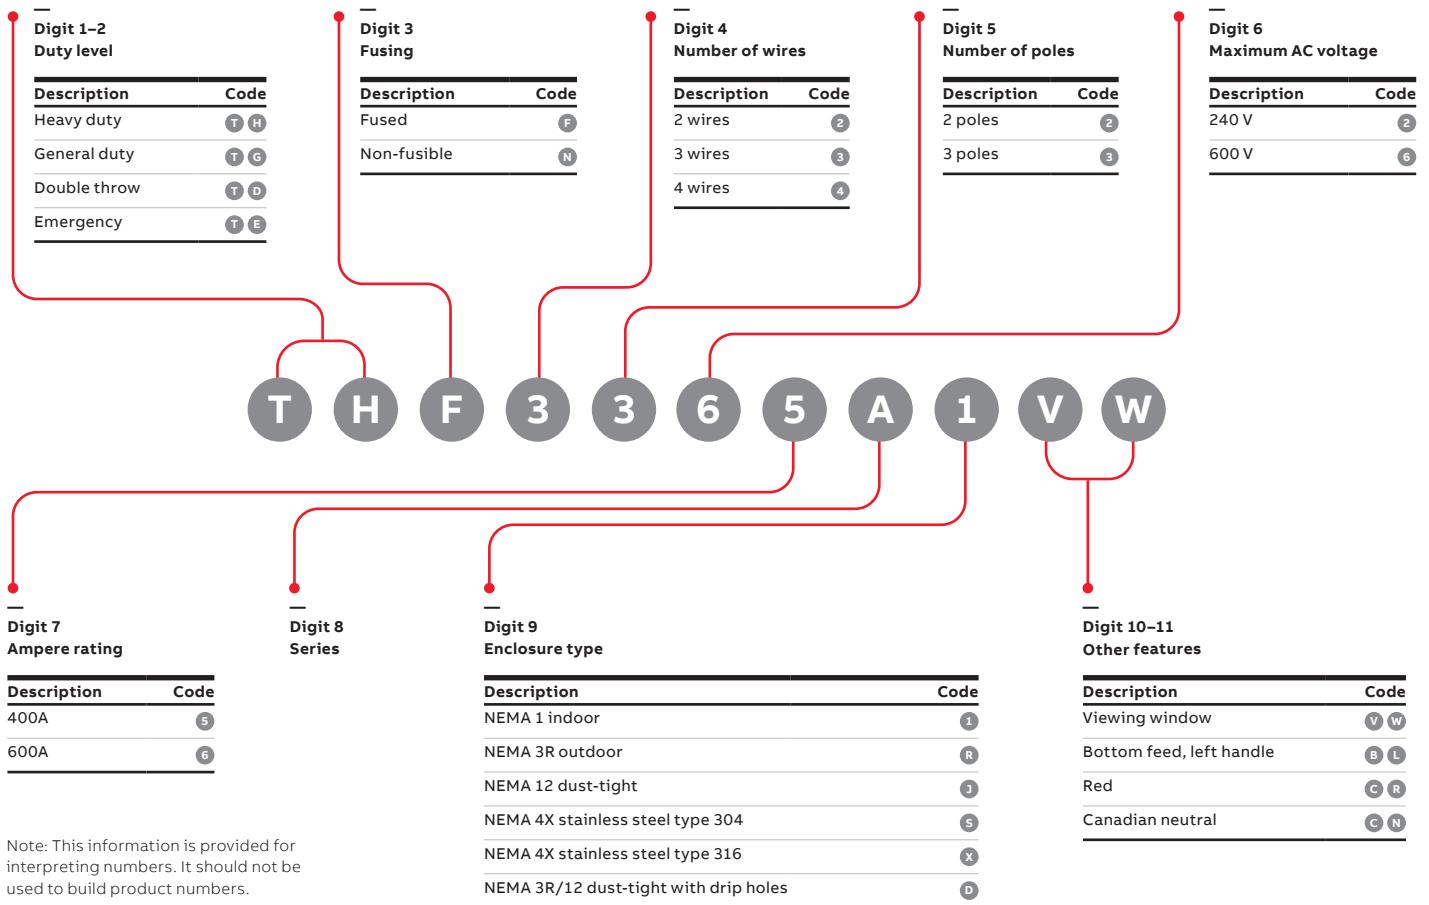 Digit 1–2
Duty level
Description Code
Heavy duty T H
General duty T G
Double throw T D
Emergency T E
Digit 3
Fusing
Description Code
Fused F
Non-fusible N
Digit 4
Number of wires
Description Code
2 wires 2
3 wires 3
4 wires 4
Digit 5
Number of poles
Description Code
2 poles 2
3 poles 3
Digit 6
Maximum AC voltage
Description Code
240 V 2
600 V 6
T H F 3 3 6 5 A 1 V W
Digit 7
Ampere rating
Description Code
400A 5
600A 6
Digit 8
Series
Digit 9
Enclosure type
Description Code
NEMA 1 indoor 1
NEMA 3R outdoor R
NEMA 12 dust-tight J
NEMA 4X stainless steel type 304 S
NEMA 4X stainless steel type 316 X
NEMA 3R/12 dust-tight with drip holes D
Digit 10–11
Other features
Description Code
Viewing window V W
Bottom feed, left handle B L
Red C R
Canadian neutral C N
Note: This information is provided for
interpreting numbers. It should not be
used to build product numbers.